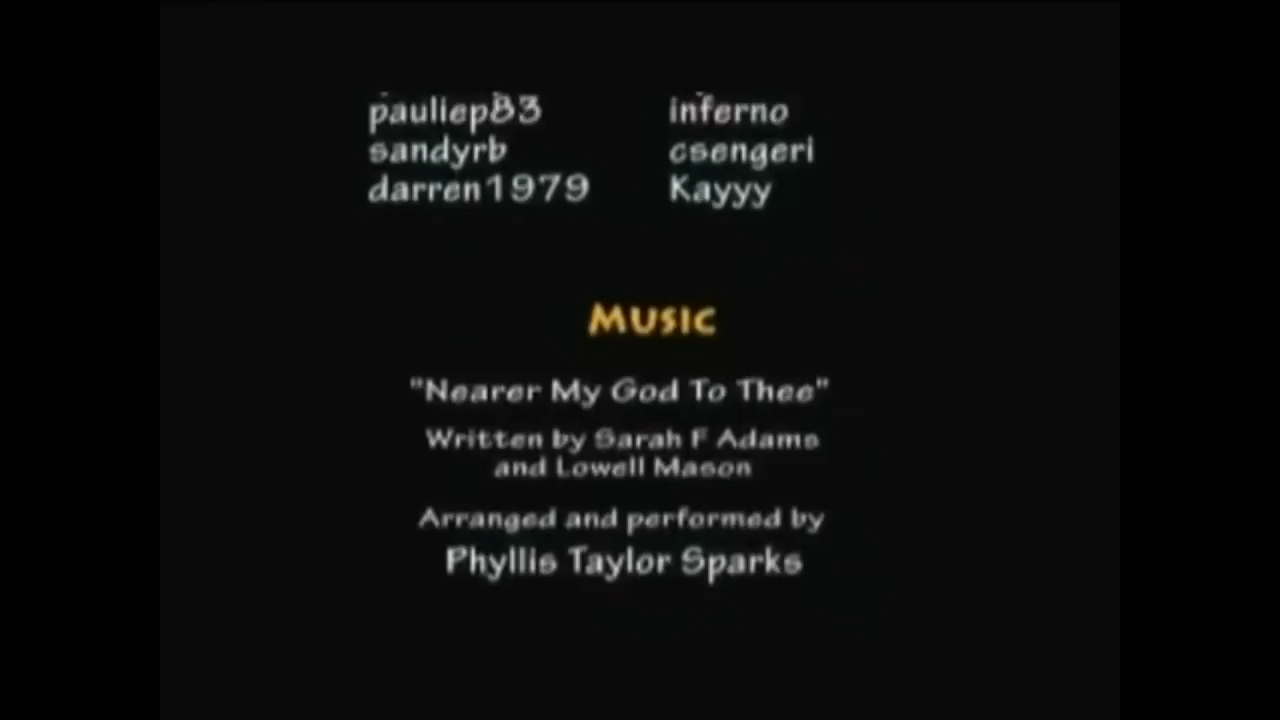 pauliep83 inferno
sandyrb csengeri
darren1979 Kayyy
MUSIC
"Nearer My God To Thee"
Written by Sarah F Adams
and Lowell Mason
Arranged and performed by
Phyllis Taylor Sparks